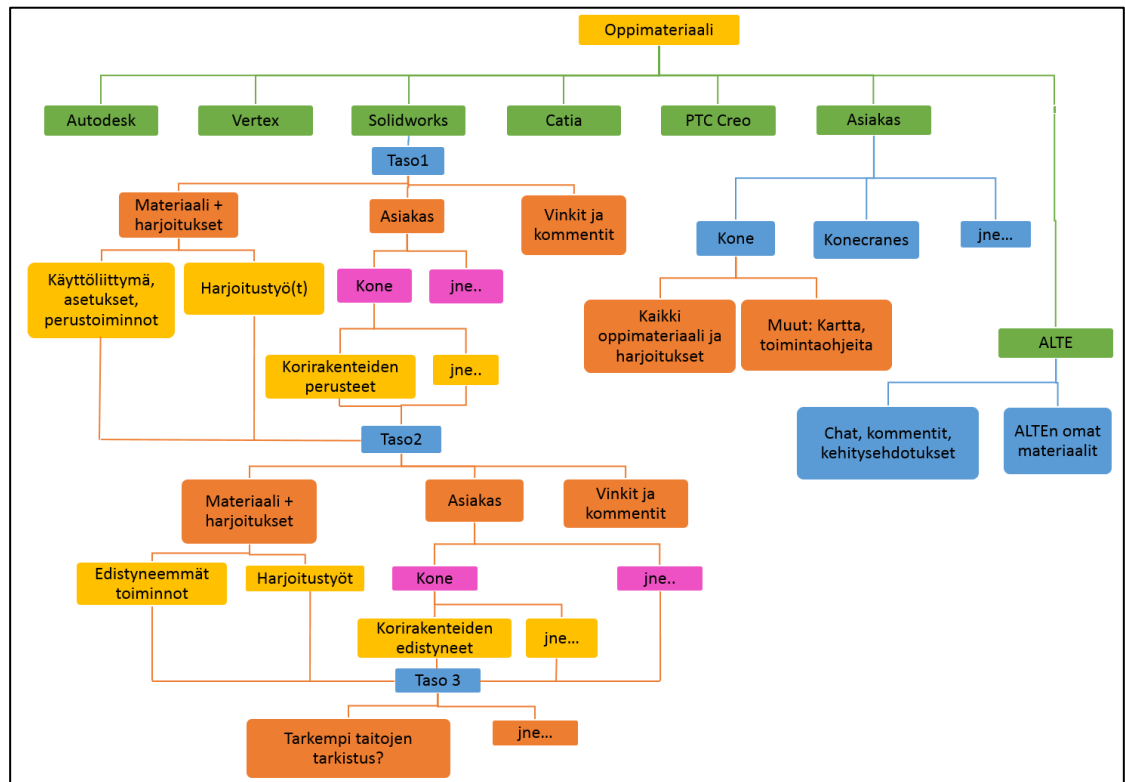 Oppimateriaali
Autodesk
Vertex
Solidworks
Catia
PTC Creo
Asiakas
Taso1
Materiaali +
harjoitukset
Asiakas
Vinkit ja
kommentit
Kone
Konecranes
jne...
Käyttöliittymä,
asetukset,
perustoiminnot
Harjoitustyö(t)
Kone
jne..
Kaikki
oppimateriaali ja
harjoitukset
Muut: Kartta,
toimintaohjeita
ALTE
Korirakenteiden
perusteet
jne..
Chat, kommentit,
kehitysehdotukset
ALTEn omat
materiaalit
Taso2
Materiaali +
harjoitukset
Asiakas
Vinkit ja
kommentit
Edistyneemmät
toiminnot
Harjoitustyöt
Kone
jne..
Korirakenteiden
edistyneet
jne...
Taso 3
Tarkempi taitojen
tarkistus?
jne...